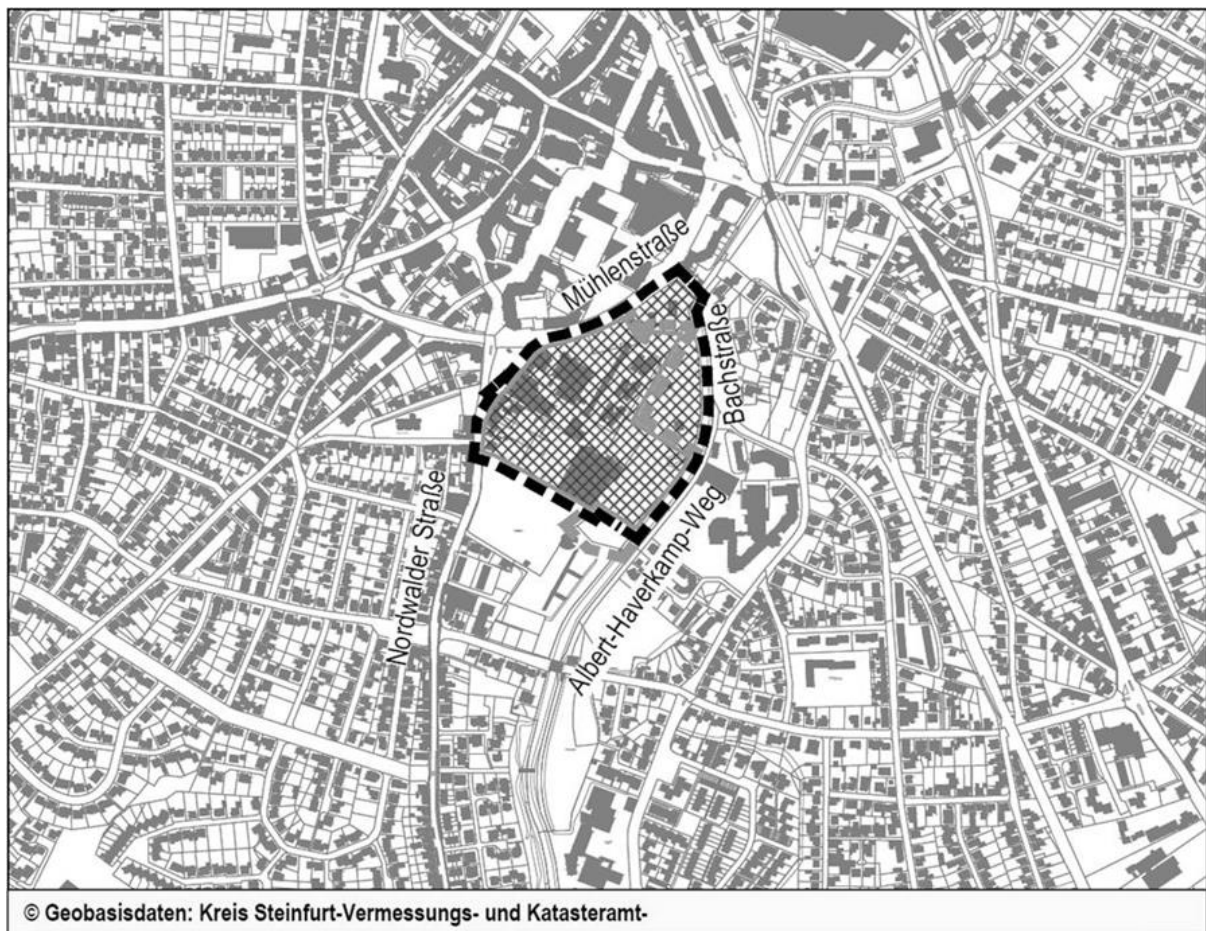 Mühlenstraße
Bachstraße
Nordwalder Straße
Albert-Haverkamp-Weg
© Geobasisdaten: Kreis Steinfurt-Vermessungs- und Katasteramt-